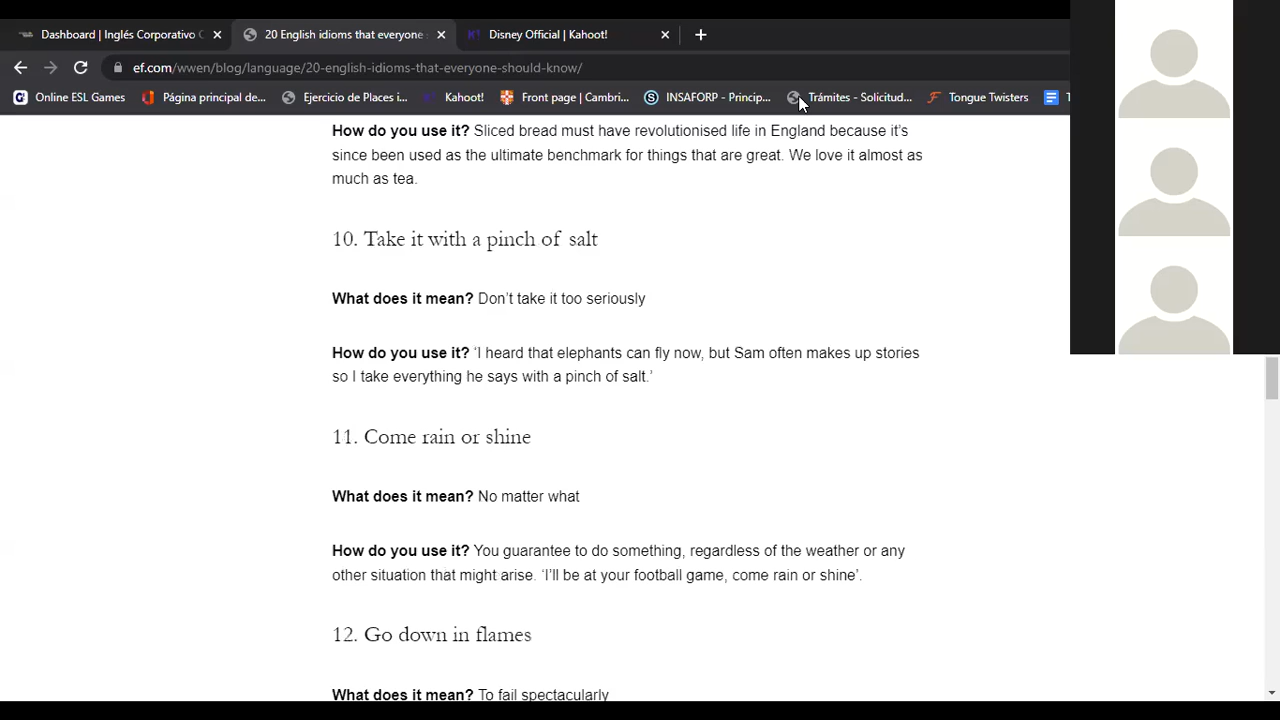 Dashboard | Inglés Corporativo C
20 English idioms that everyone
Disney Official | Kahoot!
ef.com/wwen/blog/language/20-english-idioms-that-everyone-should-know/
Online ESL Games
Página principal de...
Ejercicio de Places i...
Kahoot!
Front page | Cambri...
INSAFORP - Princip...
Trámites - Solicitud...
Tongue Twisters
How do you use it? Sliced bread must have revolutionised life in England because it’s
since been used as the ultimate benchmark for things that are great. We love it almost as
much as tea.
10. Take it with a pinch of salt
What does it mean? Don’t take it too seriously
How do you use it? ‘I heard that elephants can fly now, but Sam often makes up stories
so I take everything he says with a pinch of salt.’
11. Come rain or shine
What does it mean? No matter what
How do you use it? You guarantee to do something, regardless of the weather or any
other situation that might arise. ‘I’ll be at your football game, come rain or shine’.
12. Go down in flames
What does it mean? To fail spectacularly